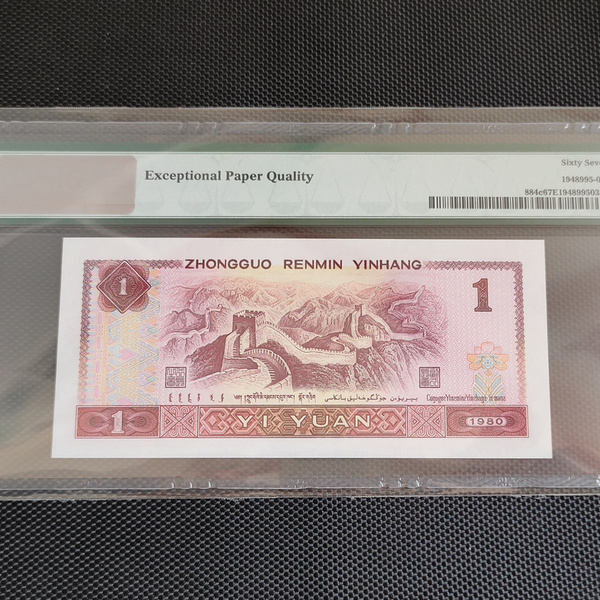 Sixty Seve
Exceptional Paper Quality
1948995-0
884c67E194899503
ZHONGGUO RENMIN YINHANG
1
1
1
YI YUAN
1980